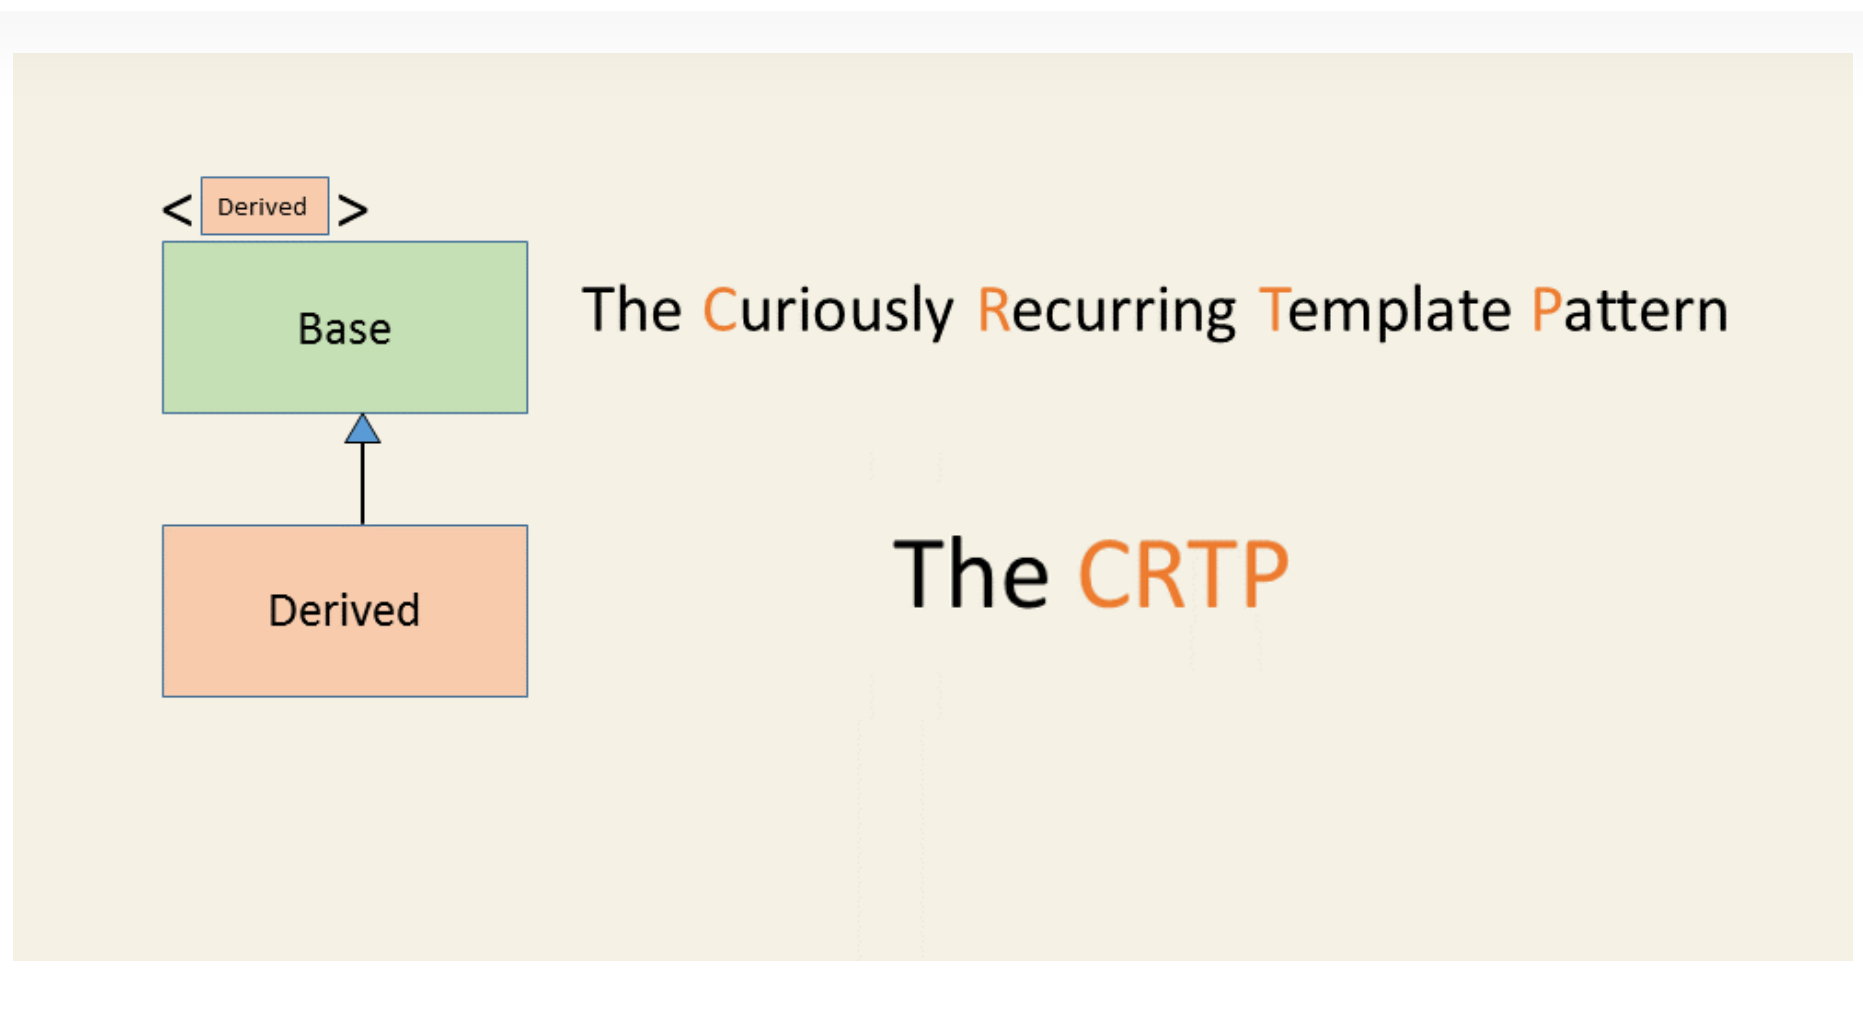 < Derived >
Base
The Curiously Recurring Template Pattern
The CRTP
Derived